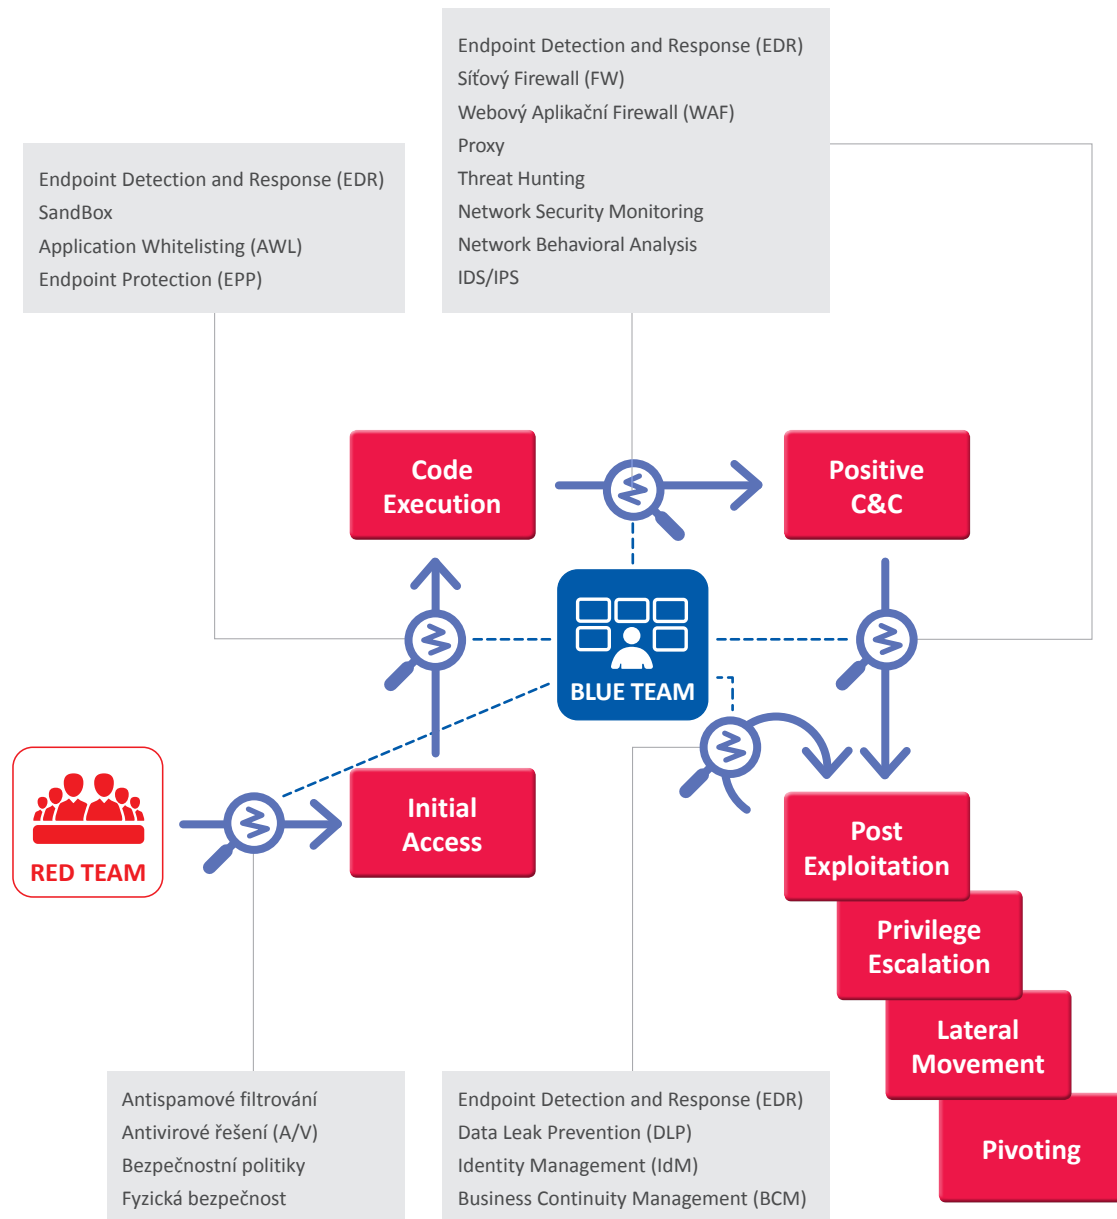 Endpoint Detection and Response (EDR)
Síťový Firewall (FW)
Webový Aplikační Firewall (WAF)
Proxy
Threat Hunting
Network Security Monitoring
Network Behavioral Analysis
IDS/IPS
Endpoint Detection and Response (EDR)
SandBox
Application Whitelisting (AWL)
Endpoint Protection (EPP)
Code
Execution
Positive
C&C
BLUE TEAM
RED TEAM
Initial
Access
Post
Exploitation
Privilege
Escalation
Lateral
Movement
Pivoting
Antispamové filtrování
Antivirové řešení (A/V)
Bezpečnostní politiky
Fyzická bezpečnost
Endpoint Detection and Response (EDR)
Data Leak Prevention (DLP)
Identity Management (IdM)
Business Continuity Management (BCM)